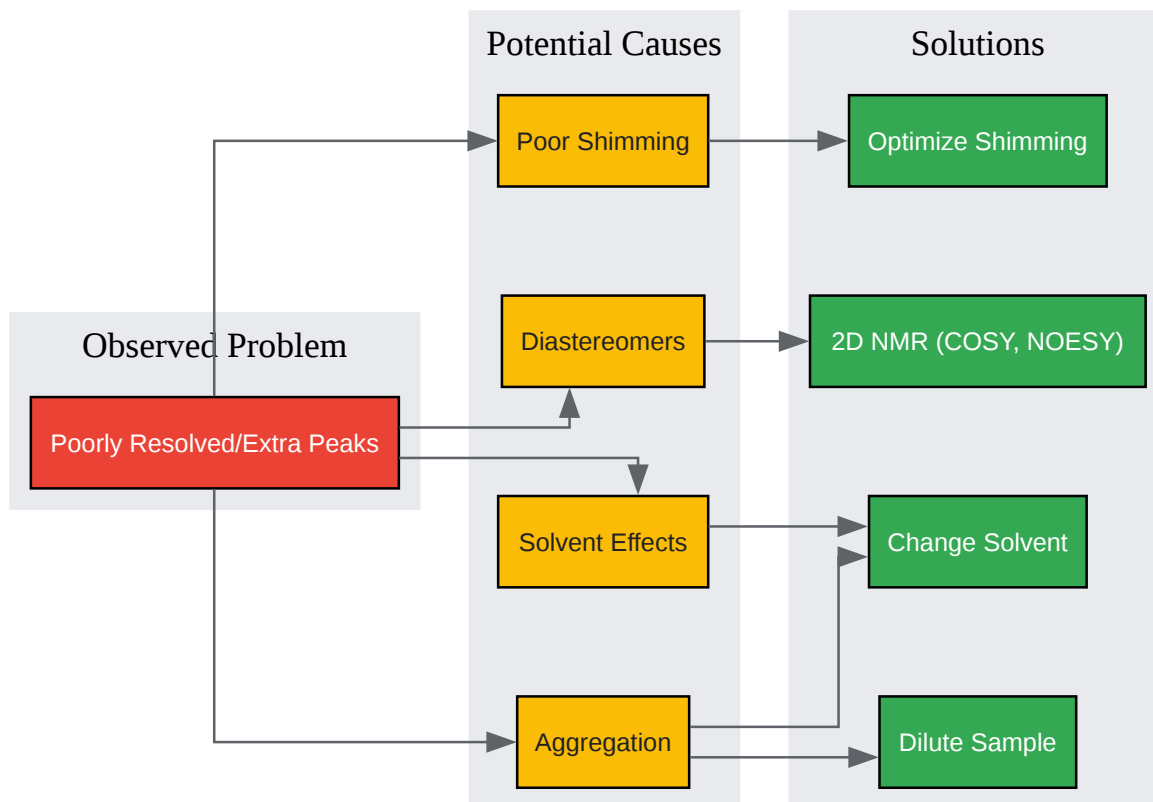 Potential Causes
Solutions
Poor Shimming
Optimize Shimming
Observed Problem
Diastereomers
2D NMR (COSY, NOESY)
Poorly Resolved/Extra Peaks
Solvent Effects
Change Solvent
Aggregation
Dilute Sample